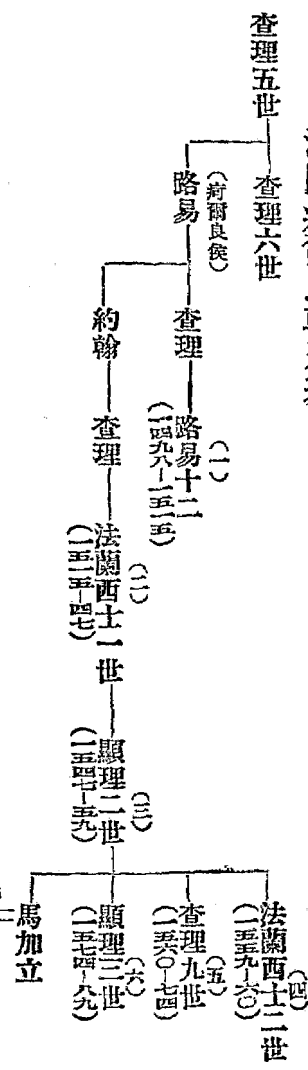 查理五世
查理六世
路易
(疴爾良侯)
查理
路易十二
(一)
(一四九八—一五一五)
約翰
查理
法蘭西士一世
(二)
(一五一五—四七)
顯理二世
(三)
(一五四七—五九)
法蘭西士二世
(四)
(一五五九—六〇)
查理九世
(五)
(一五六〇—七四)
顯理三世
(六)
(一五七四—八九)
馬加立